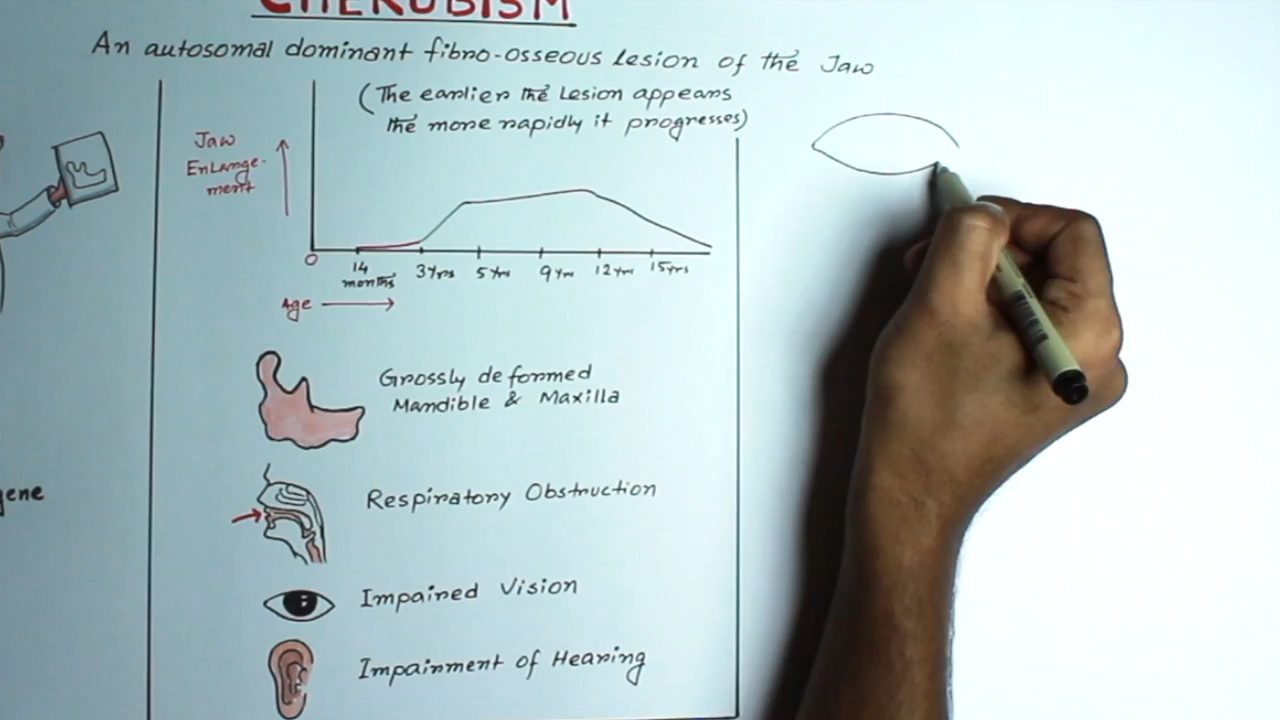 CHERUBISM
An autosomal dominant fibro-osseous Lesion of the Jaw
(The earlier the Lesion appears
the more rapidly it progresses)
Jaw
Enlarge-
ment
0
14
months
3yrs
5yrs
9yrs
12yrs
15yrs
Age
Grossly deformed
Mandible & Maxilla
Respiratory Obstruction
gene
Impaired Vision
Impairment of Hearing